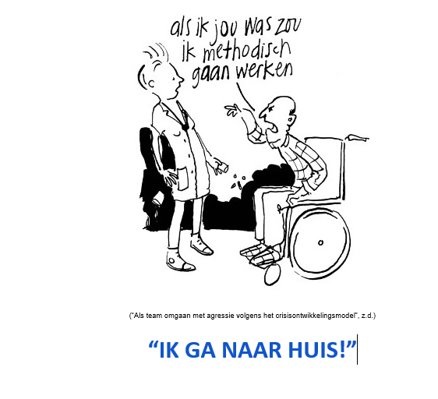 als ik jou was zou
ik methodisch
gaan werken
("Als team omgaan met agressie volgens het crisisontwikkelingsmodel", z.d.)
“IK GA NAAR HUIS!”